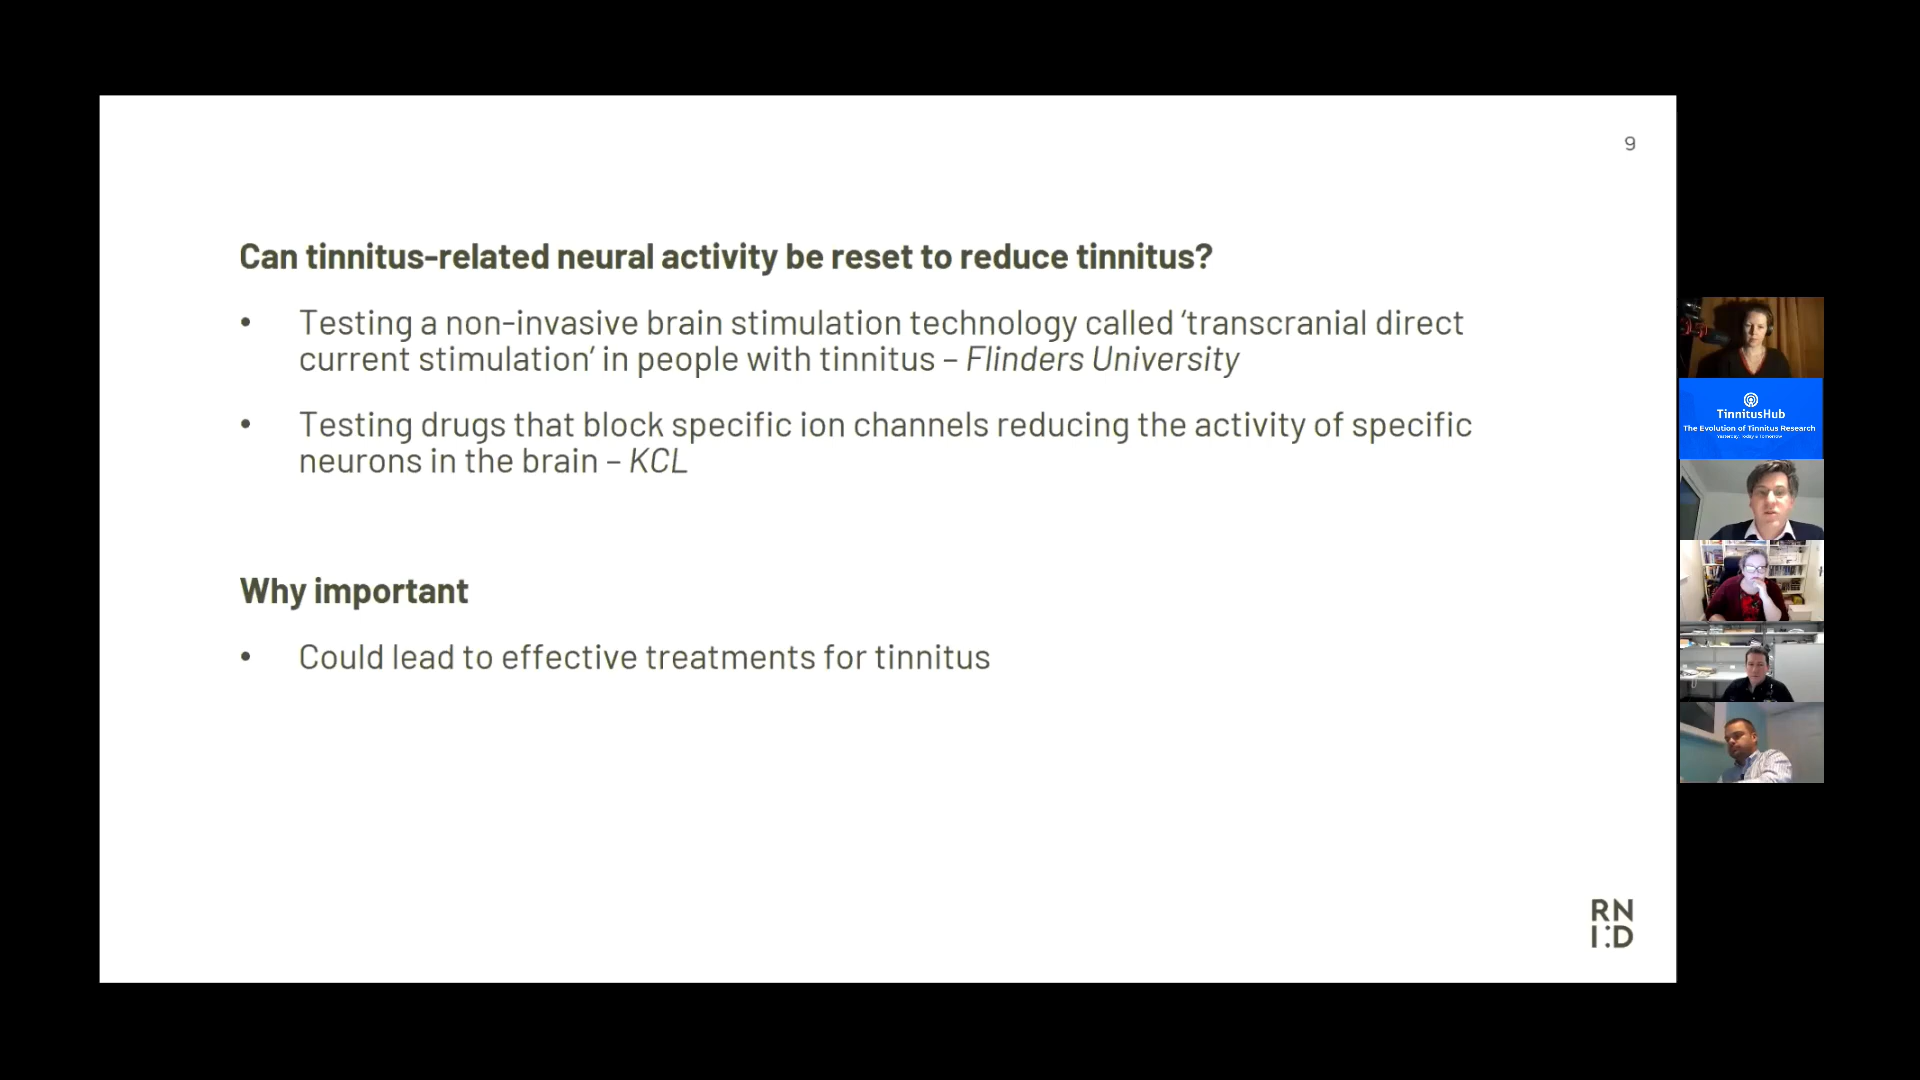 9
Can tinnitus-related neural activity be reset to reduce tinnitus?
• Testing a non-invasive brain stimulation technology called ‘transcranial direct
current stimulation’ in people with tinnitus – Flinders University
• Testing drugs that block specific ion channels reducing the activity of specific
neurons in the brain – KCL
Why important
• Could lead to effective treatments for tinnitus
RN
I:D
TinnitusHub
The Evolution of Tinnitus Research
Yesterday, Today & Tomorrow